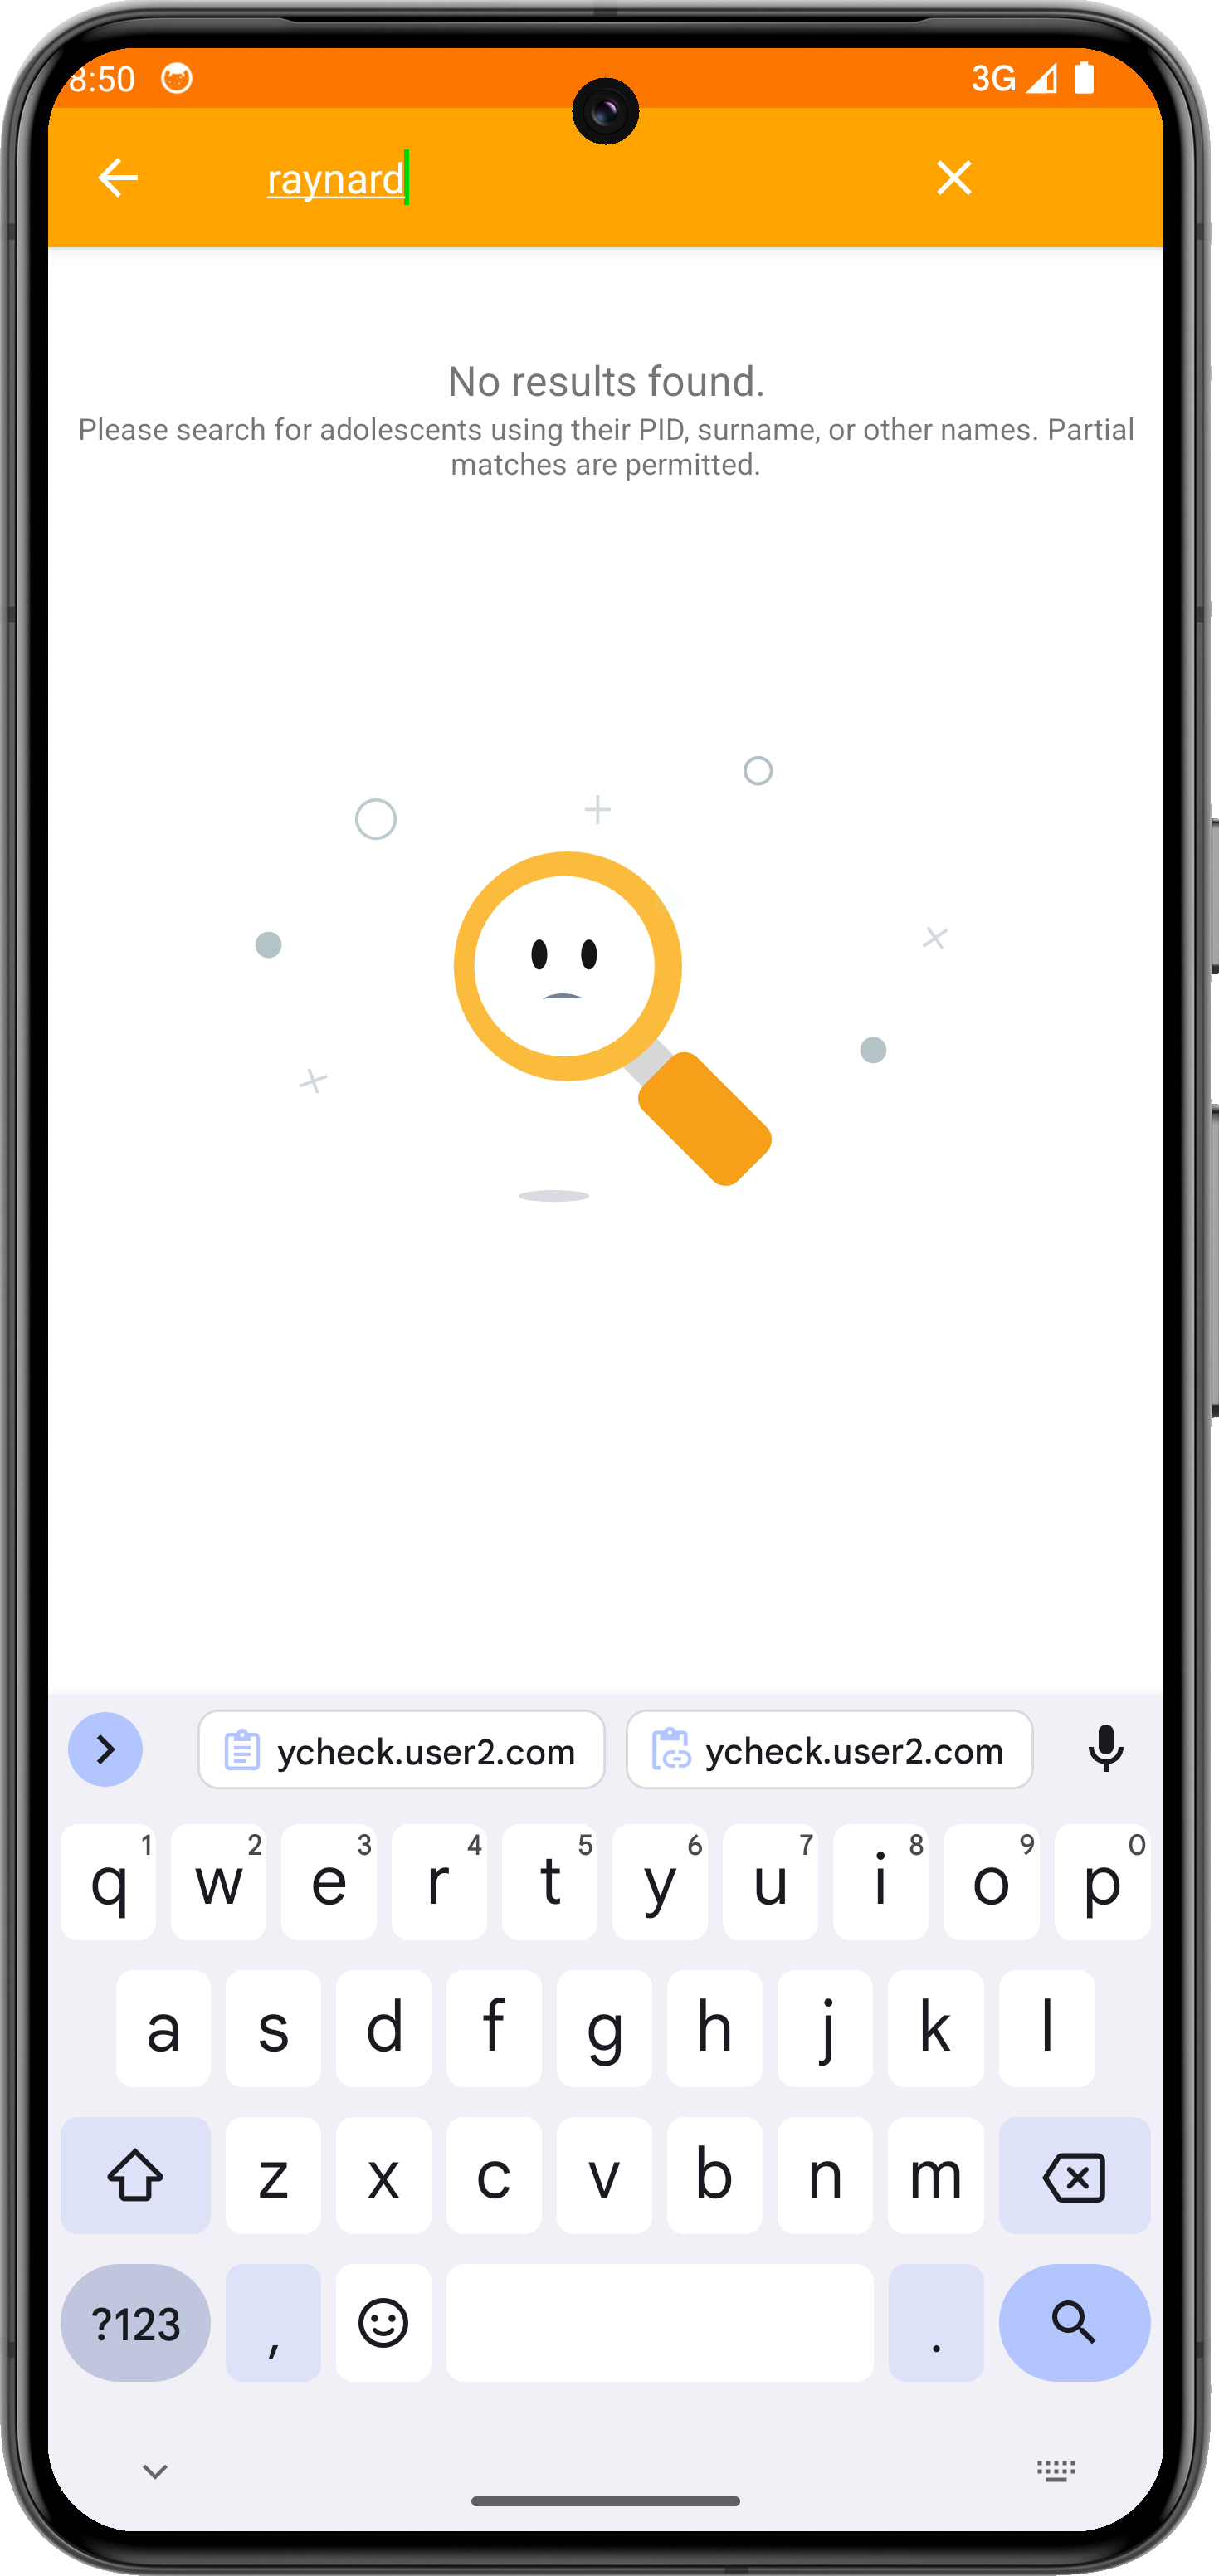 8:50 3G
raynard
No results found.
Please search for adolescents using their PID, surname, or other names. Partial
matches are permitted.
ycheck.user2.com ycheck.user2.com
1 2 3 4 5 6 7 8 9 0
q w e r t y u i o p
a s d f g h j k l
z x c v b n m
?123 , .